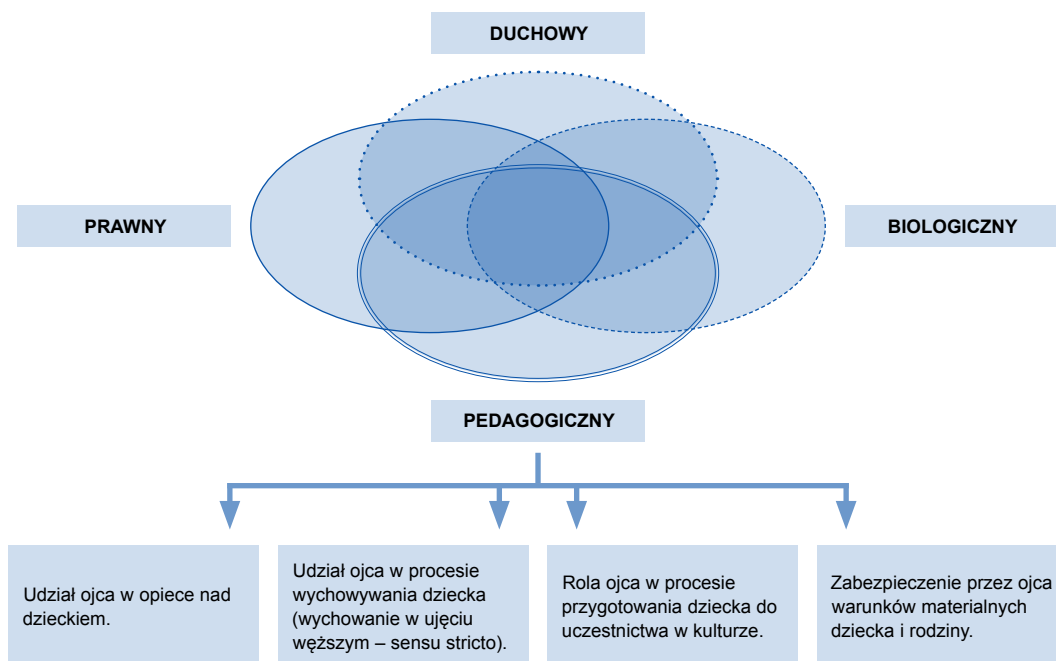 DUCHOWY
PRAWNY
BIOLOGICZNY
PEDAGOGICZNY
Udział ojca w opiece nad
dzieckiem.
Udział ojca w procesie
wychowywania dziecka
(wychowanie w ujęciu
węższym – sensu stricto).
Rola ojca w procesie
przygotowania dziecka do
uczestnictwa w kulturze.
Zabezpieczenie przez ojca
warunków materialnych
dziecka i rodziny.